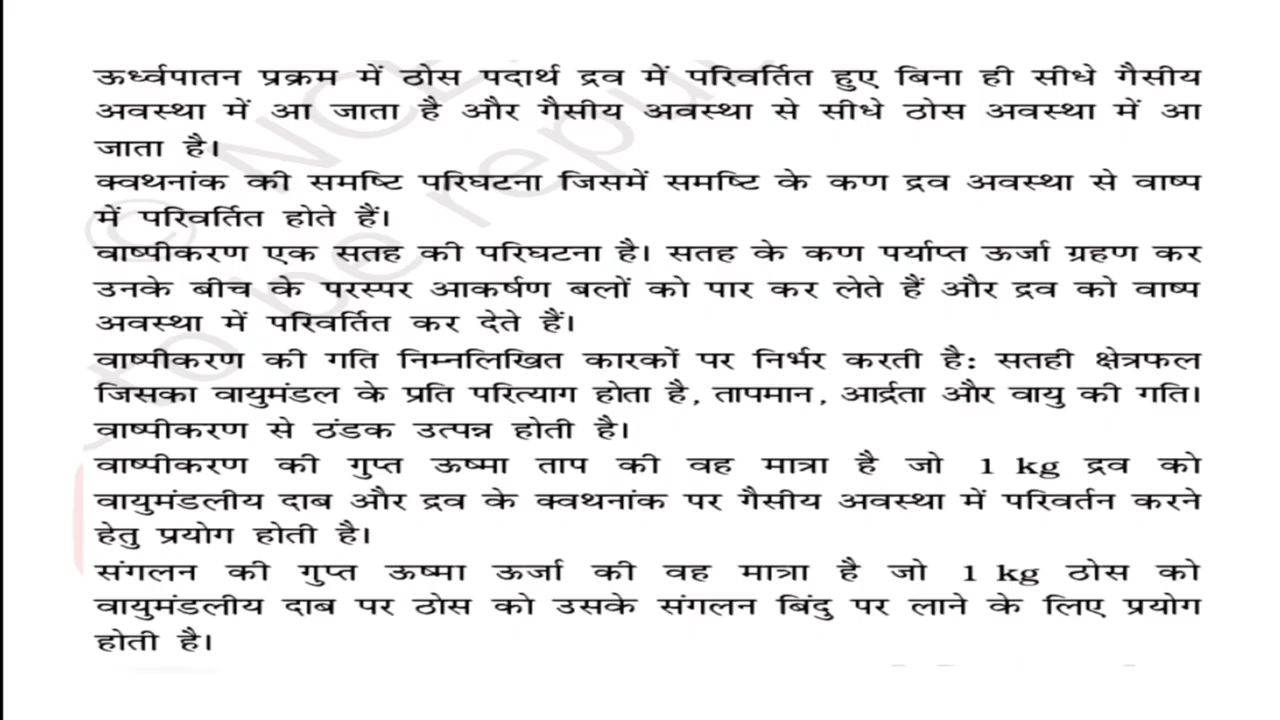 ऊर्ध्वपातन प्रक्रम में ठोस पदार्थ द्रव में परिवर्तित हुए बिना ही सीधे गैसीय
अवस्था में आ जाता है और गैसीय अवस्था से सीधे ठोस अवस्था में आ
जाता है।
क्वथनांक की समष्टि परिघटना जिसमें समष्टि के कण द्रव अवस्था से वाष्प
में परिवर्तित होते हैं।
वाष्पीकरण एक सतह की परिघटना है। सतह के कण पर्याप्त ऊर्जा ग्रहण कर
उनके बीच के परस्पर आकर्षण बलों को पार कर लेते हैं और द्रव को वाष्प
अवस्था में परिवर्तित कर देते हैं।
वाष्पीकरण की गति निम्नलिखित कारकों पर निर्भर करती है: सतही क्षेत्रफल
जिसका वायुमंडल के प्रति परित्याग होता है, तापमान, आर्द्रता और वायु की गति।
वाष्पीकरण से ठंडक उत्पन्न होती है।
वाष्पीकरण की गुप्त ऊष्मा ताप की वह मात्रा है जो 1 kg द्रव को
वायुमंडलीय दाब और द्रव के क्वथनांक पर गैसीय अवस्था में परिवर्तन करने
हेतु प्रयोग होती है।
संगलन की गुप्त ऊष्मा ऊर्जा की वह मात्रा है जो 1 kg ठोस को
वायुमंडलीय दाब पर ठोस को उसके संगलन बिंदु पर लाने के लिए प्रयोग
होती है।